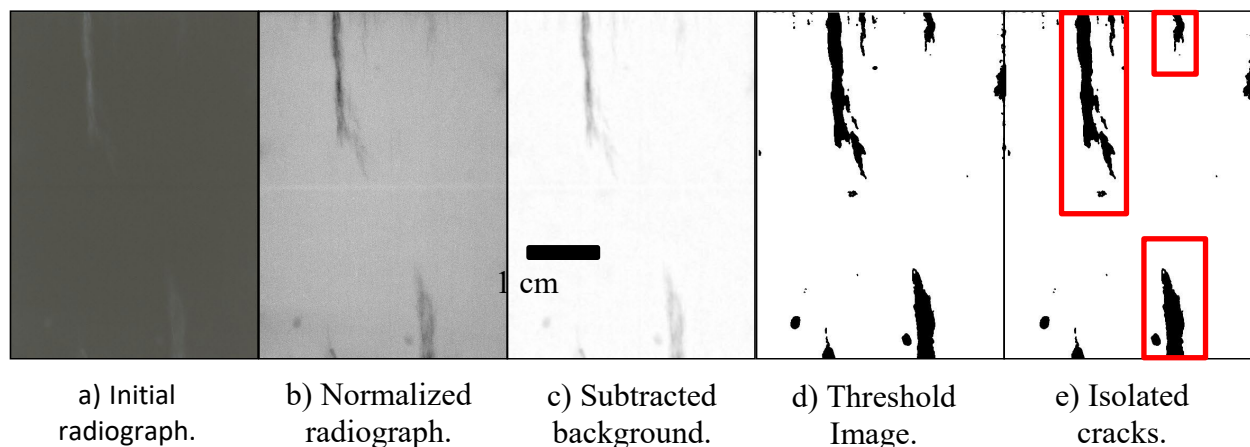 1 cm
a) Initial
radiograph.
b) Normalized
radiograph.
c) Subtracted
background.
d) Threshold
Image.
e) Isolated
cracks.